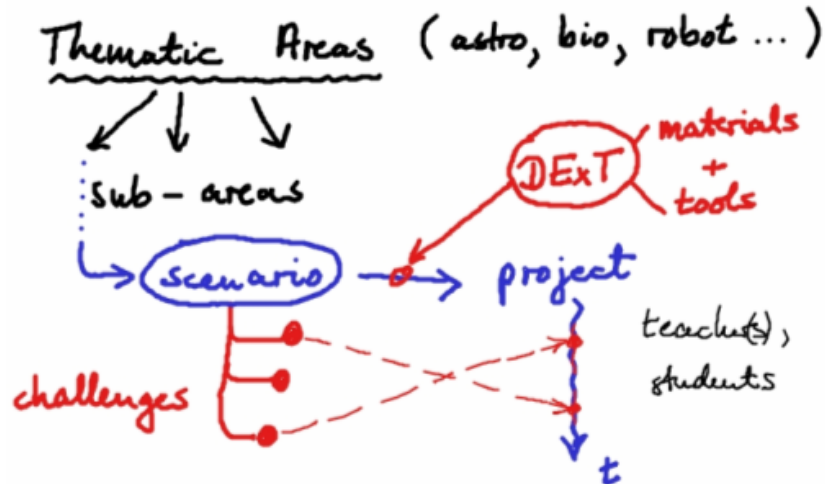 Thematic Areas (astro, bio, robot ... )
materials
+
tools
DExT
sub-areas
scenario
project
teacher(s),
students
challenges
t